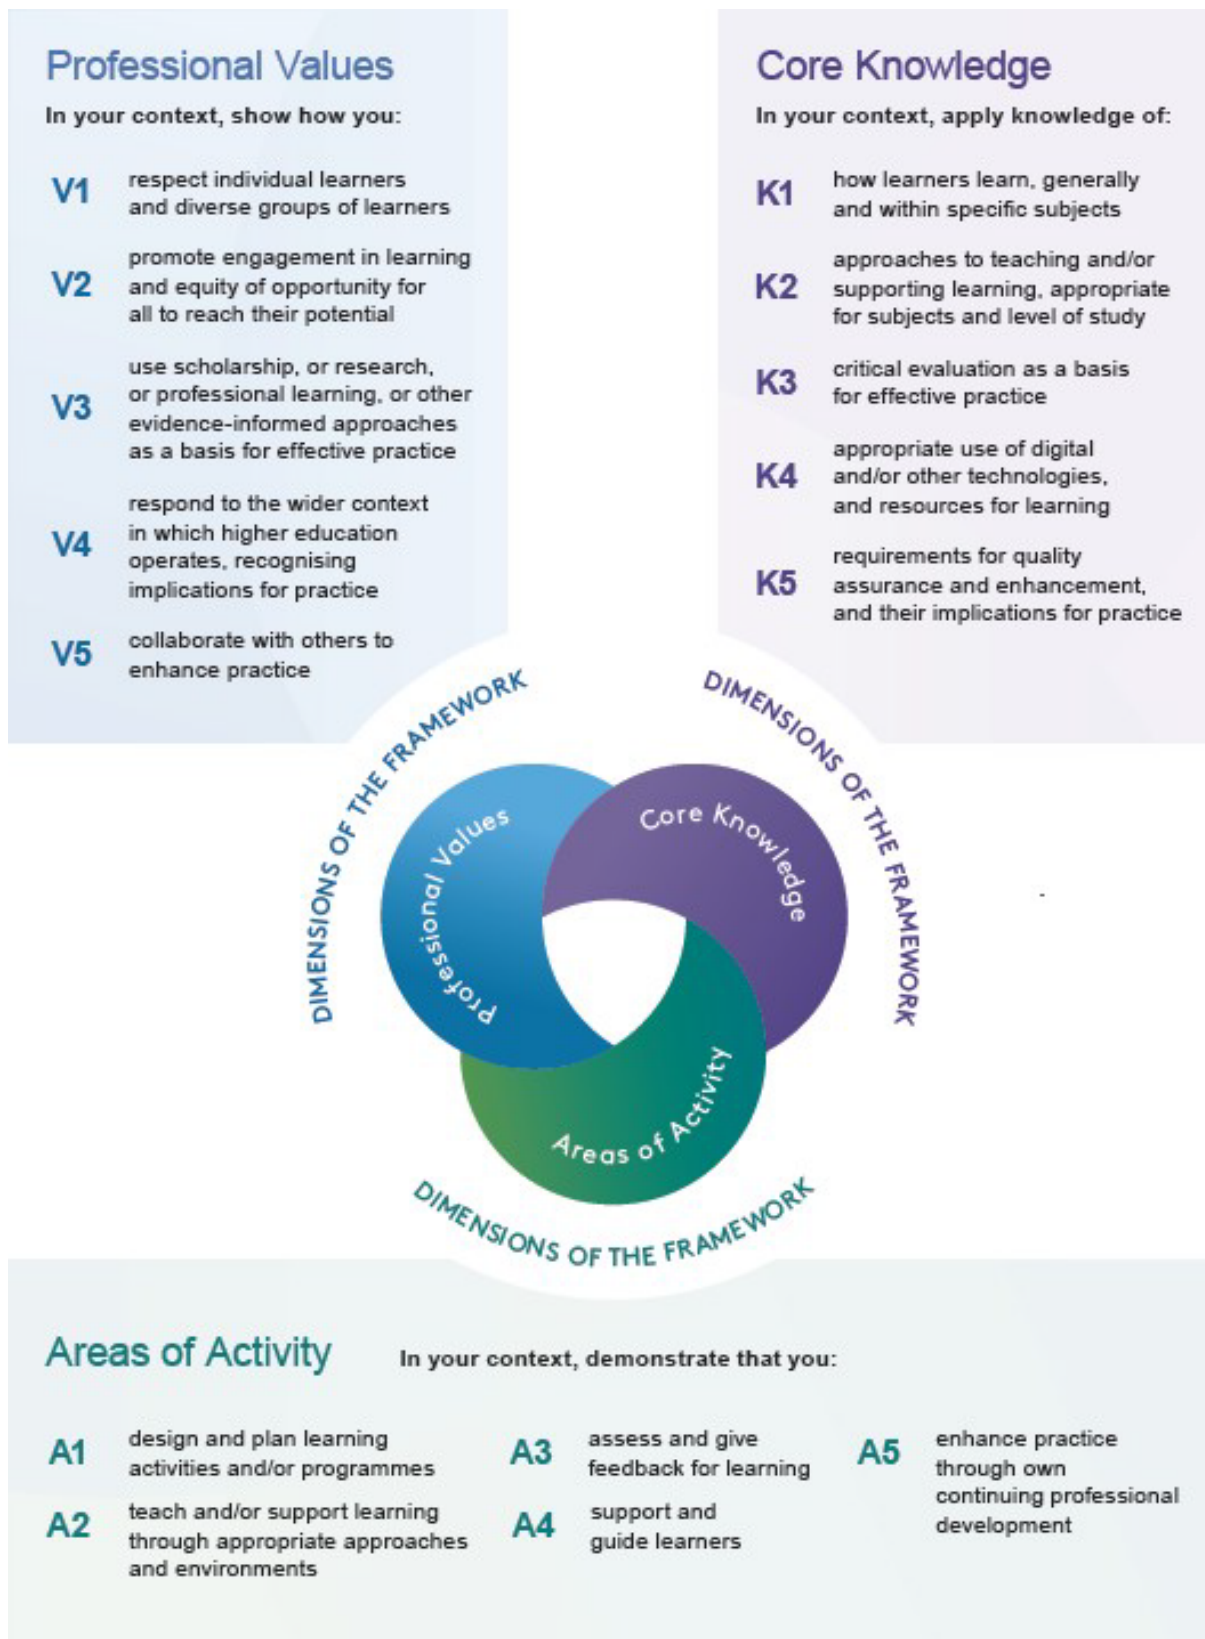 Professional Values
In your context, show how you:
V1
respect individual learners
and diverse groups of learners
V2
promote engagement in learning
and equity of opportunity for
all to reach their potential
V3
use scholarship, or research,
or professional learning, or other
evidence-informed approaches
as a basis for effective practice
V4
respond to the wider context
in which higher education
operates, recognising
implications for practice
V5
collaborate with others to
enhance practice
Core Knowledge
In your context, apply knowledge of:
K1
how learners learn, generally
and within specific subjects
K2
approaches to teaching and/or
supporting learning, appropriate
for subjects and level of study
K3
critical evaluation as a basis
for effective practice
K4
appropriate use of digital
and/or other technologies,
and resources for learning
K5
requirements for quality
assurance and enhancement,
and their implications for practice
DIMENSIONS OF THE FRAMEWORK
DIMENSIONS OF THE FRAMEWORK
Professional Values
Core Knowledge
Areas of Activity
DIMENSIONS OF THE FRAMEWORK
Areas of Activity
In your context, demonstrate that you:
A1
design and plan learning
activities and/or programmes
A2
teach and/or support learning
through appropriate approaches
and environments
A3
assess and give
feedback for learning
A4
support and
guide learners
A5
enhance practice
through own
continuing professional
development